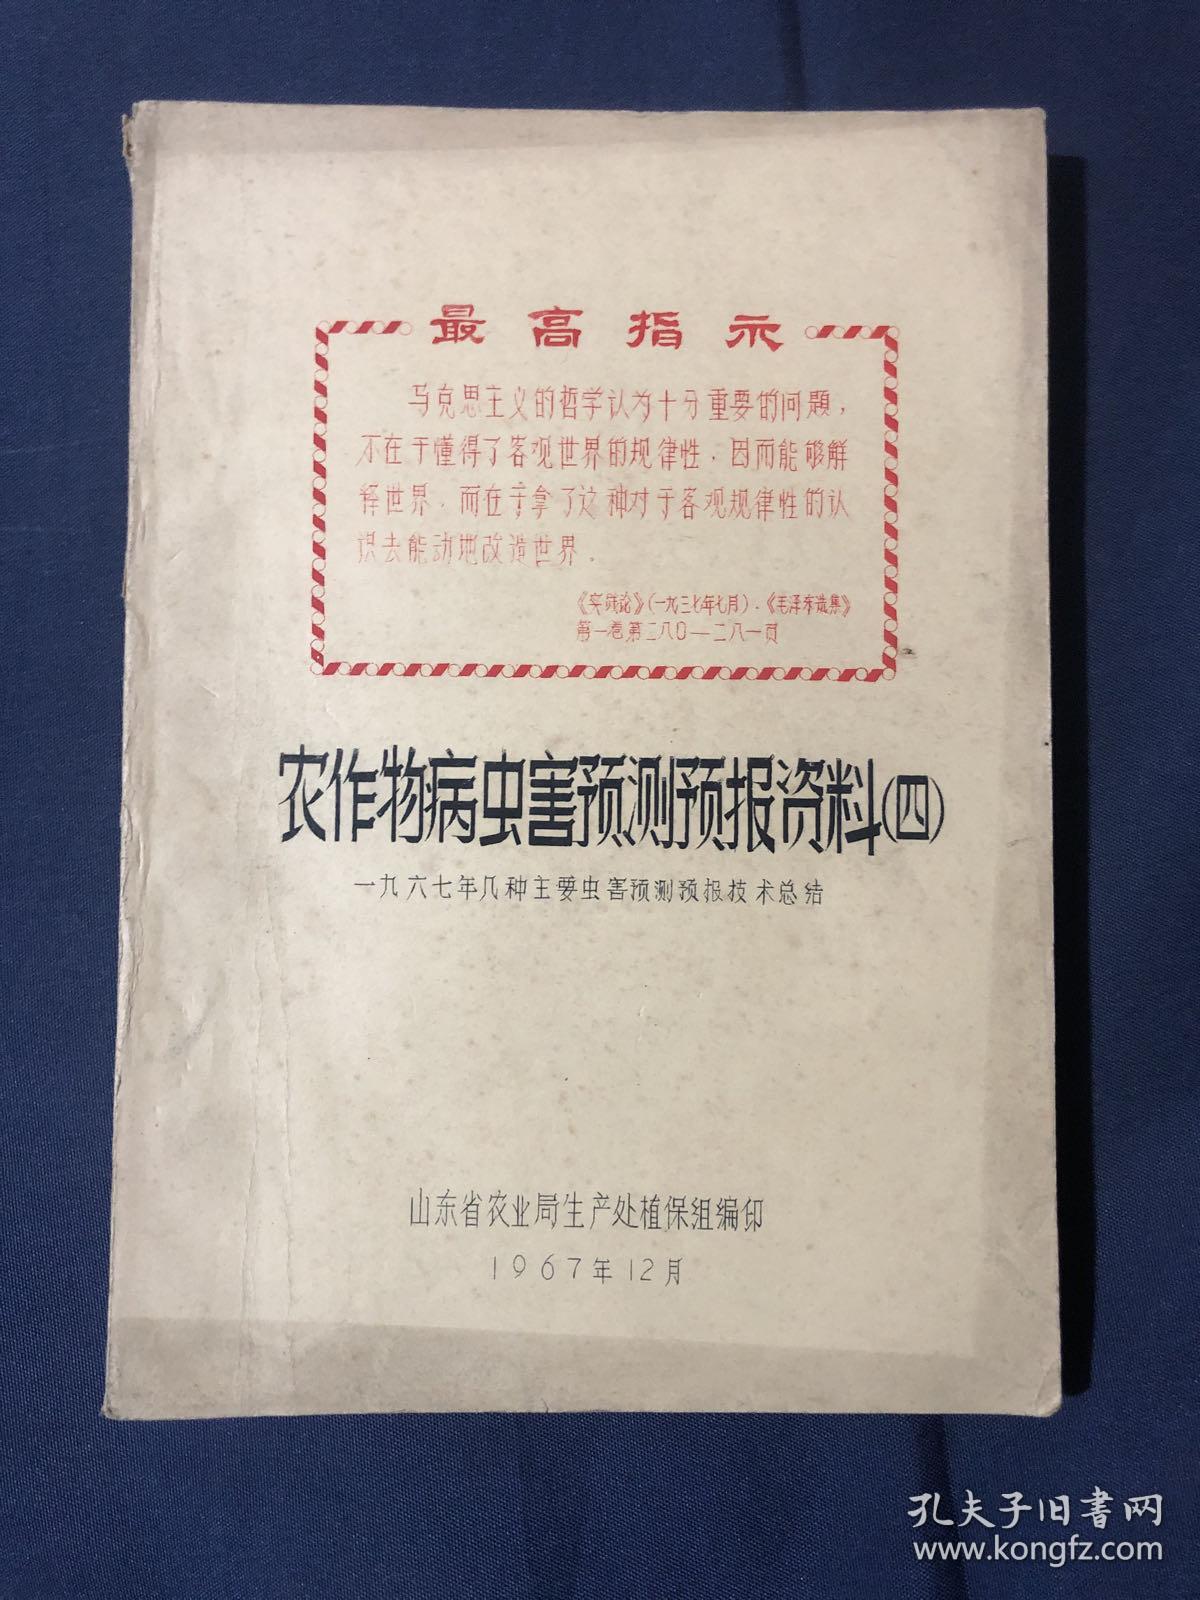 最高指示
马克思主义的哲学认为十分重要的问题，
不在于懂得了客观世界的规律性，因而能够解
释世界，而在于拿了这种对于客观规律性的认
识去能动地改造世界．
《实践论》（一九三七年七月）．《毛泽东选集》
第一卷第二八〇—二八一页
农作物病虫害预测预报资料（四）
一九六七年几种主要虫害预测预报技术总结
山东省农业局生产处植保组编印
1967年12月
孔夫子旧书网
www.kongfz.com